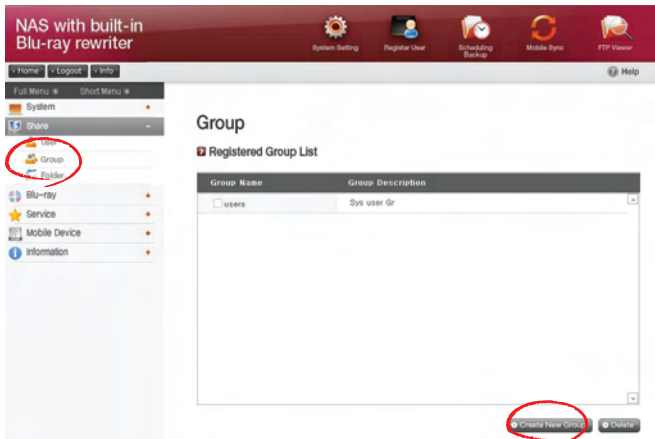 NAS with built-in
Blu-ray rewriter
System Setting
Register User
Scheduling
Backup
Mobile Sync
FTP Viewer
Home
Logout
Info
Help
Full Menu
Short Menu
System
Share
User
Group
Folder
Blu-ray
Service
Mobile Device
Information
Group
Registered Group List
Group Name Group Description
users Sys user Gr
Create New Group
Delete